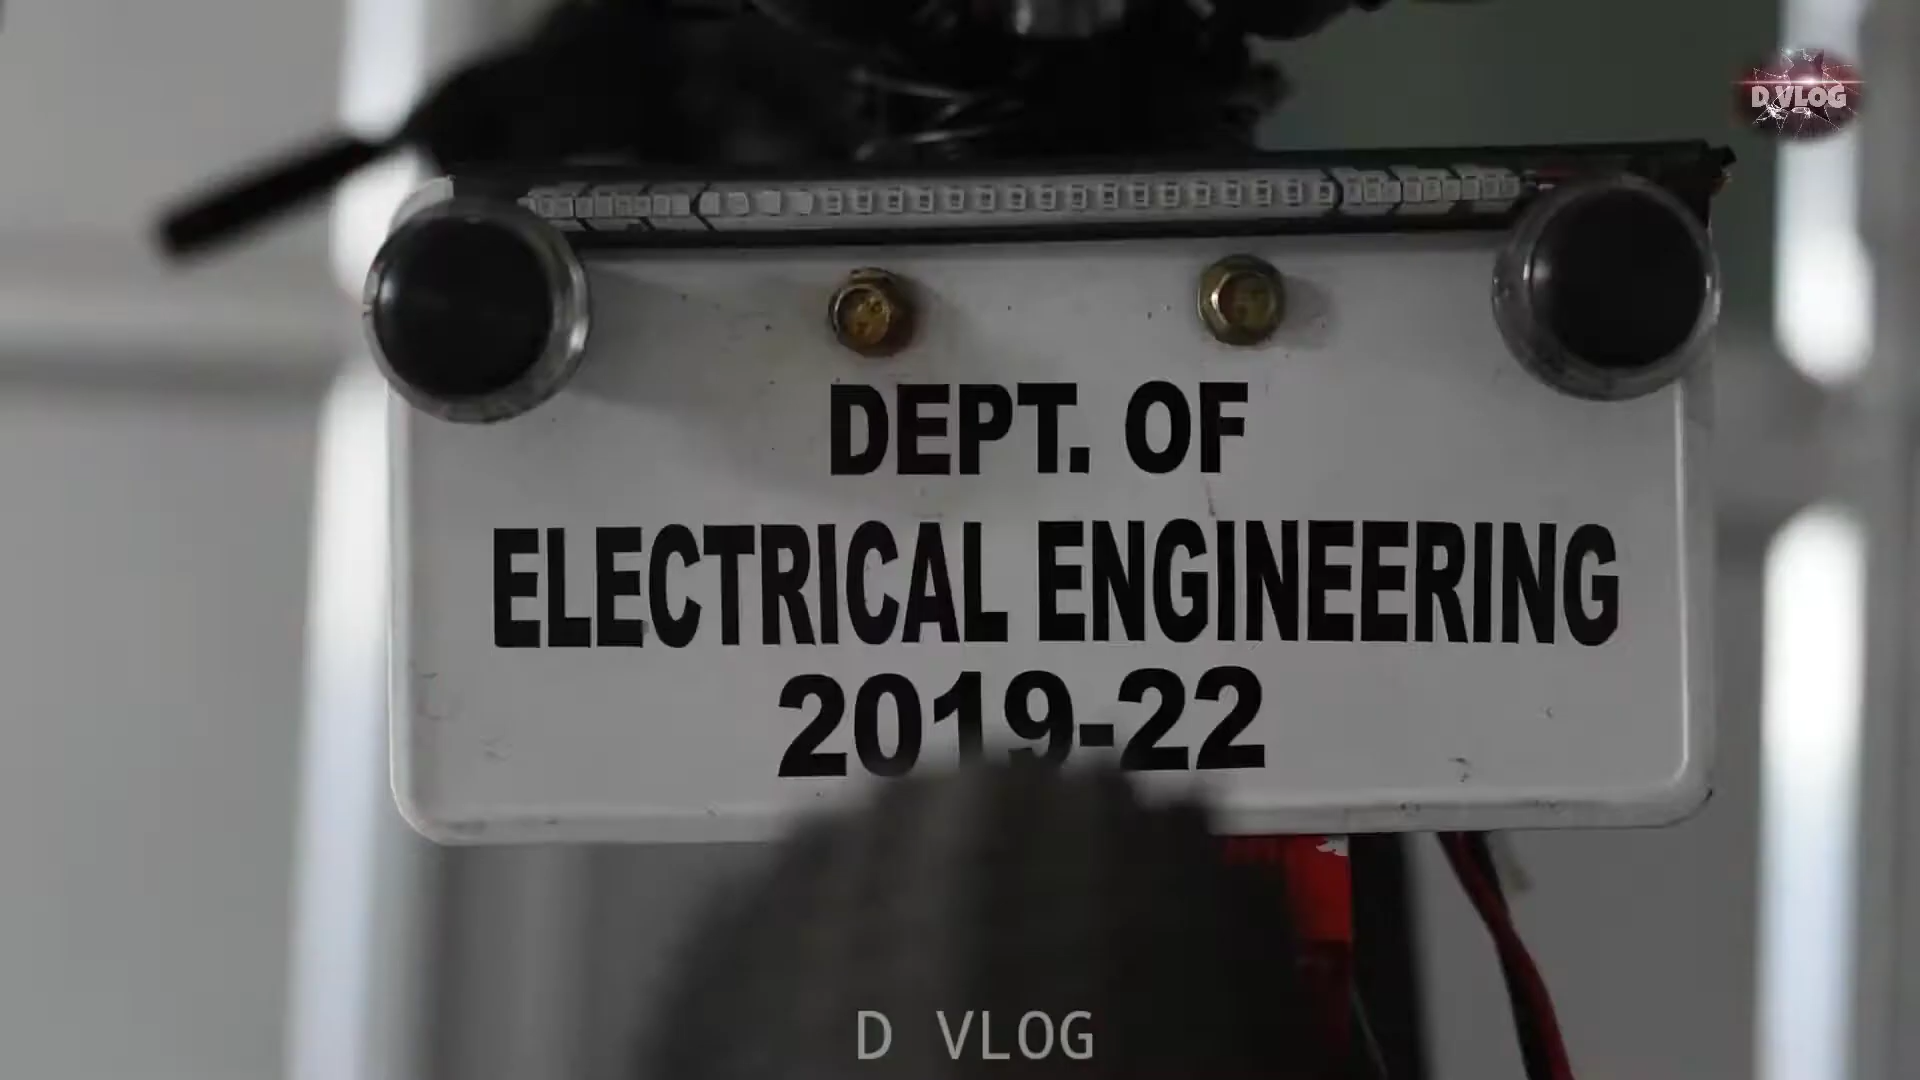 D VLOG
DEPT. OF
ELECTRICAL ENGINEERING
2019-22
D VLOG